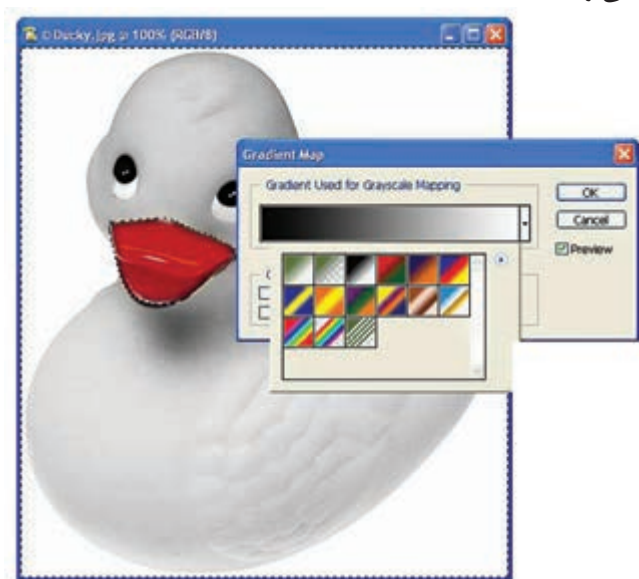 © Ducky.jpg @ 100% (RGB/8)
Gradient Map
Gradient Used for Grayscale Mapping
OK
Cancel
Preview